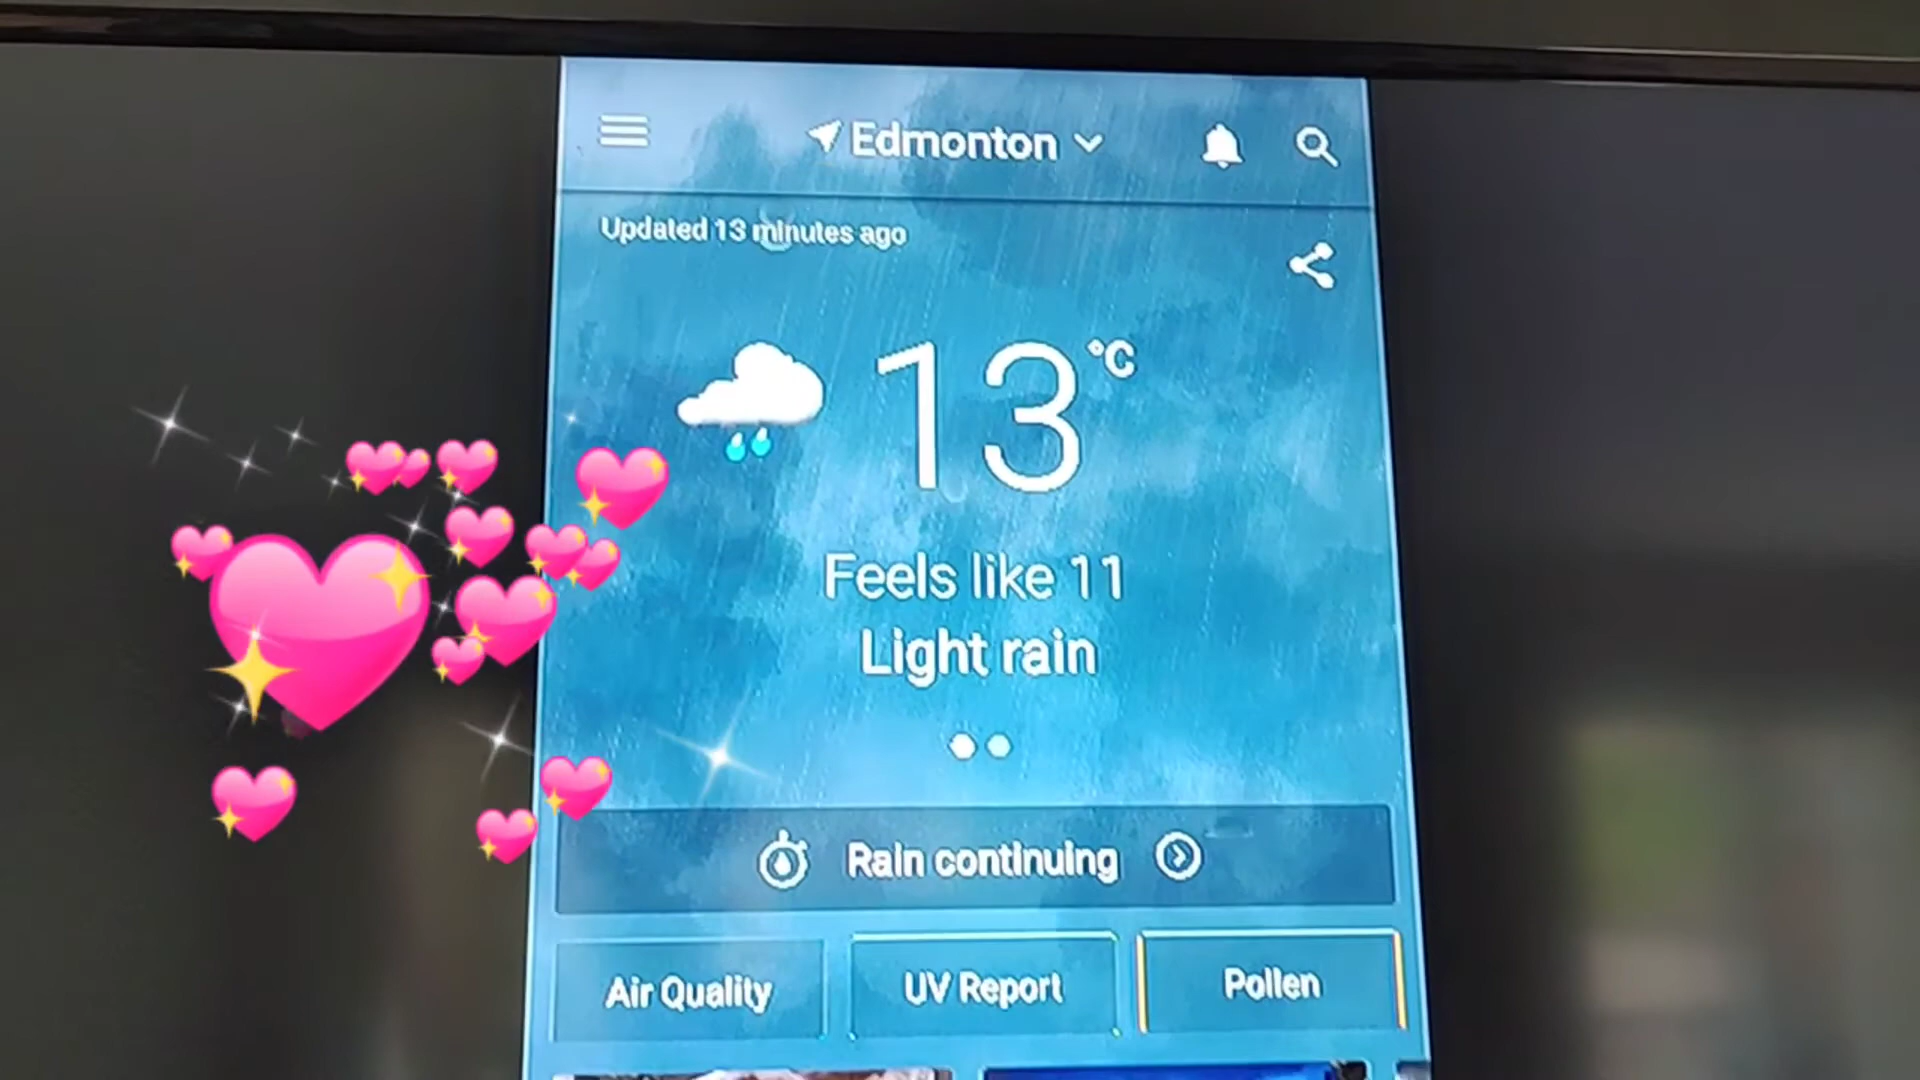 Edmonton
Updated 13 minutes ago
13°C
Feels like 11
Light rain
Rain continuing
Air Quality
UV Report
Pollen